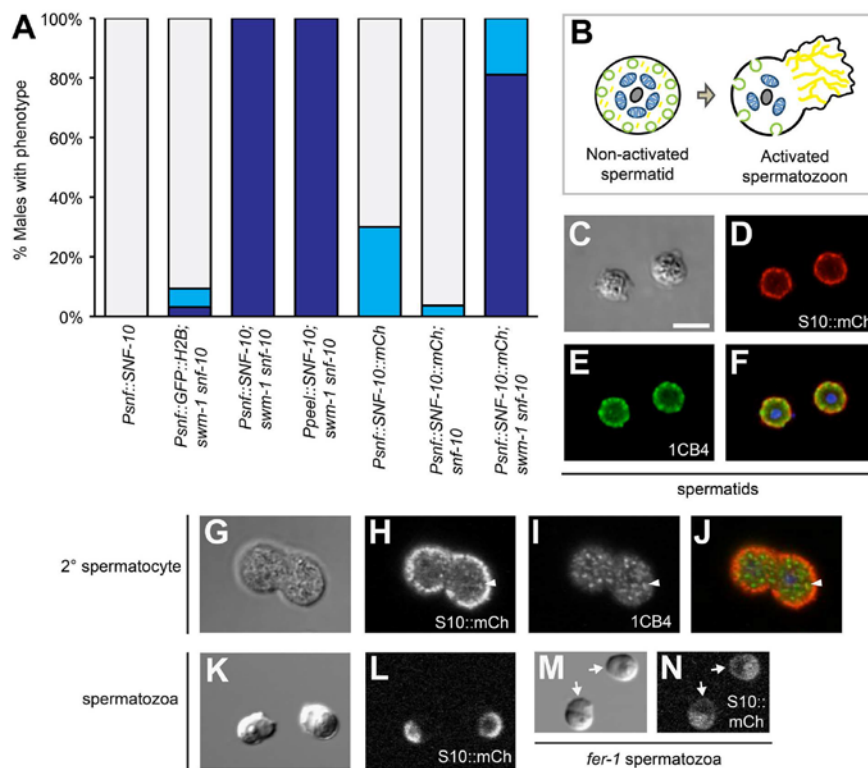 A
100%
80%
60%
40%
20%
0%
% Males with phenotype
Psnf::SNF-10
Psnf::GFP::H2B;
swm-1 snf-10
Psnf::SNF-10;
swm-1 snf-10
Ppeel::SNF-10;
swm-1 snf-10
Psnf::SNF-10::mCh
Psnf::SNF-10::mCh;
snf-10
Psnf::SNF-10::mCh;
swm-1 snf-10
B
Non-activated
spermatid
Activated
spermatozoon
C
D
S10::mCh
E
1CB4
F
spermatids
2° spermatocyte
G
H
S10::mCh
I
1CB4
J
spermatozoa
K
L
S10::mCh
M
N
S10::
mCh
fer-1 spermatozoa